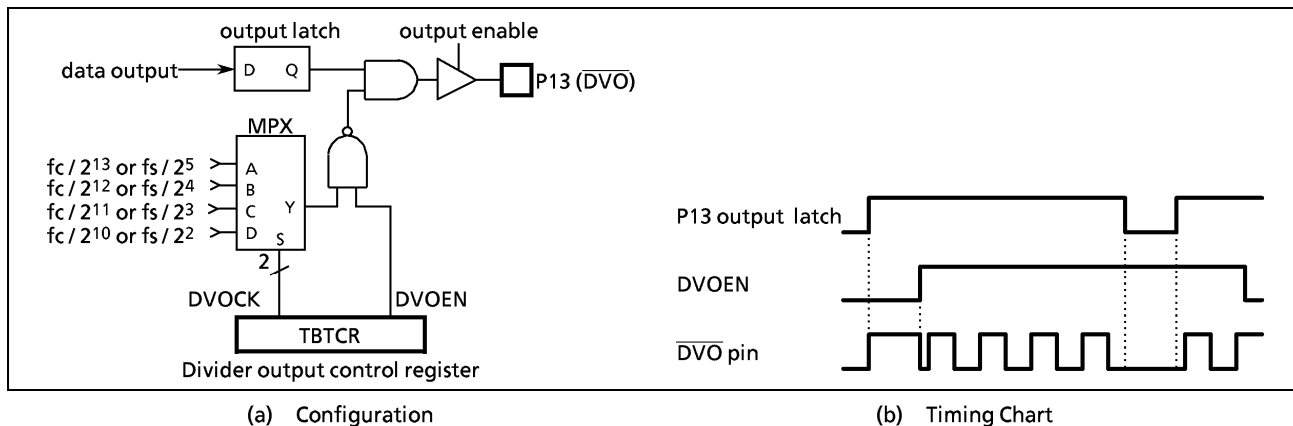 output latch
output enable
data output
D Q
P13 (DVO)
MPX
fc / 2¹³ or fs / 2⁵
fc / 2¹² or fs / 2⁴
fc / 2¹¹ or fs / 2³
fc / 2¹⁰ or fs / 2²
A
B
C
D
Y
S
2
DVOCK
DVOEN
TBTCR
Divider output control register
(a) Configuration
P13 output latch
DVOEN
DVO pin
(b) Timing Chart